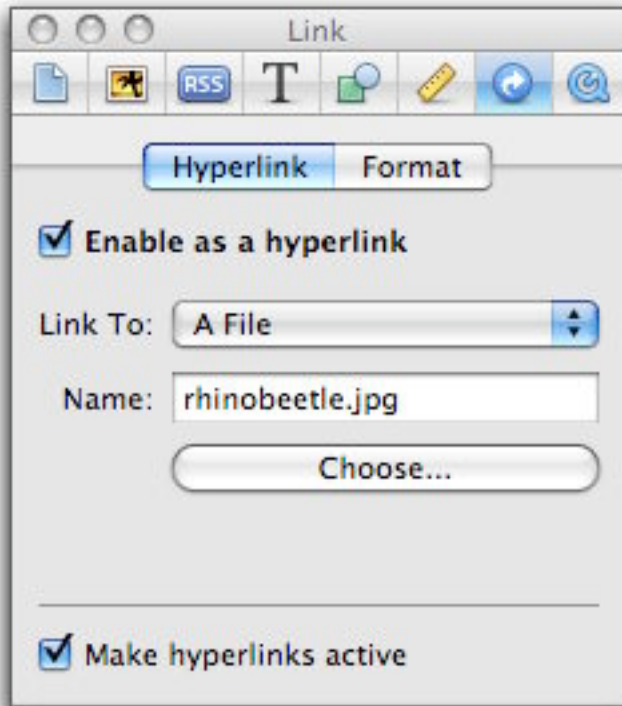 Link
RSS T
Hyperlink Format
Enable as a hyperlink
Link To: A File
Name: rhinobeetle.jpg
Choose...
Make hyperlinks active